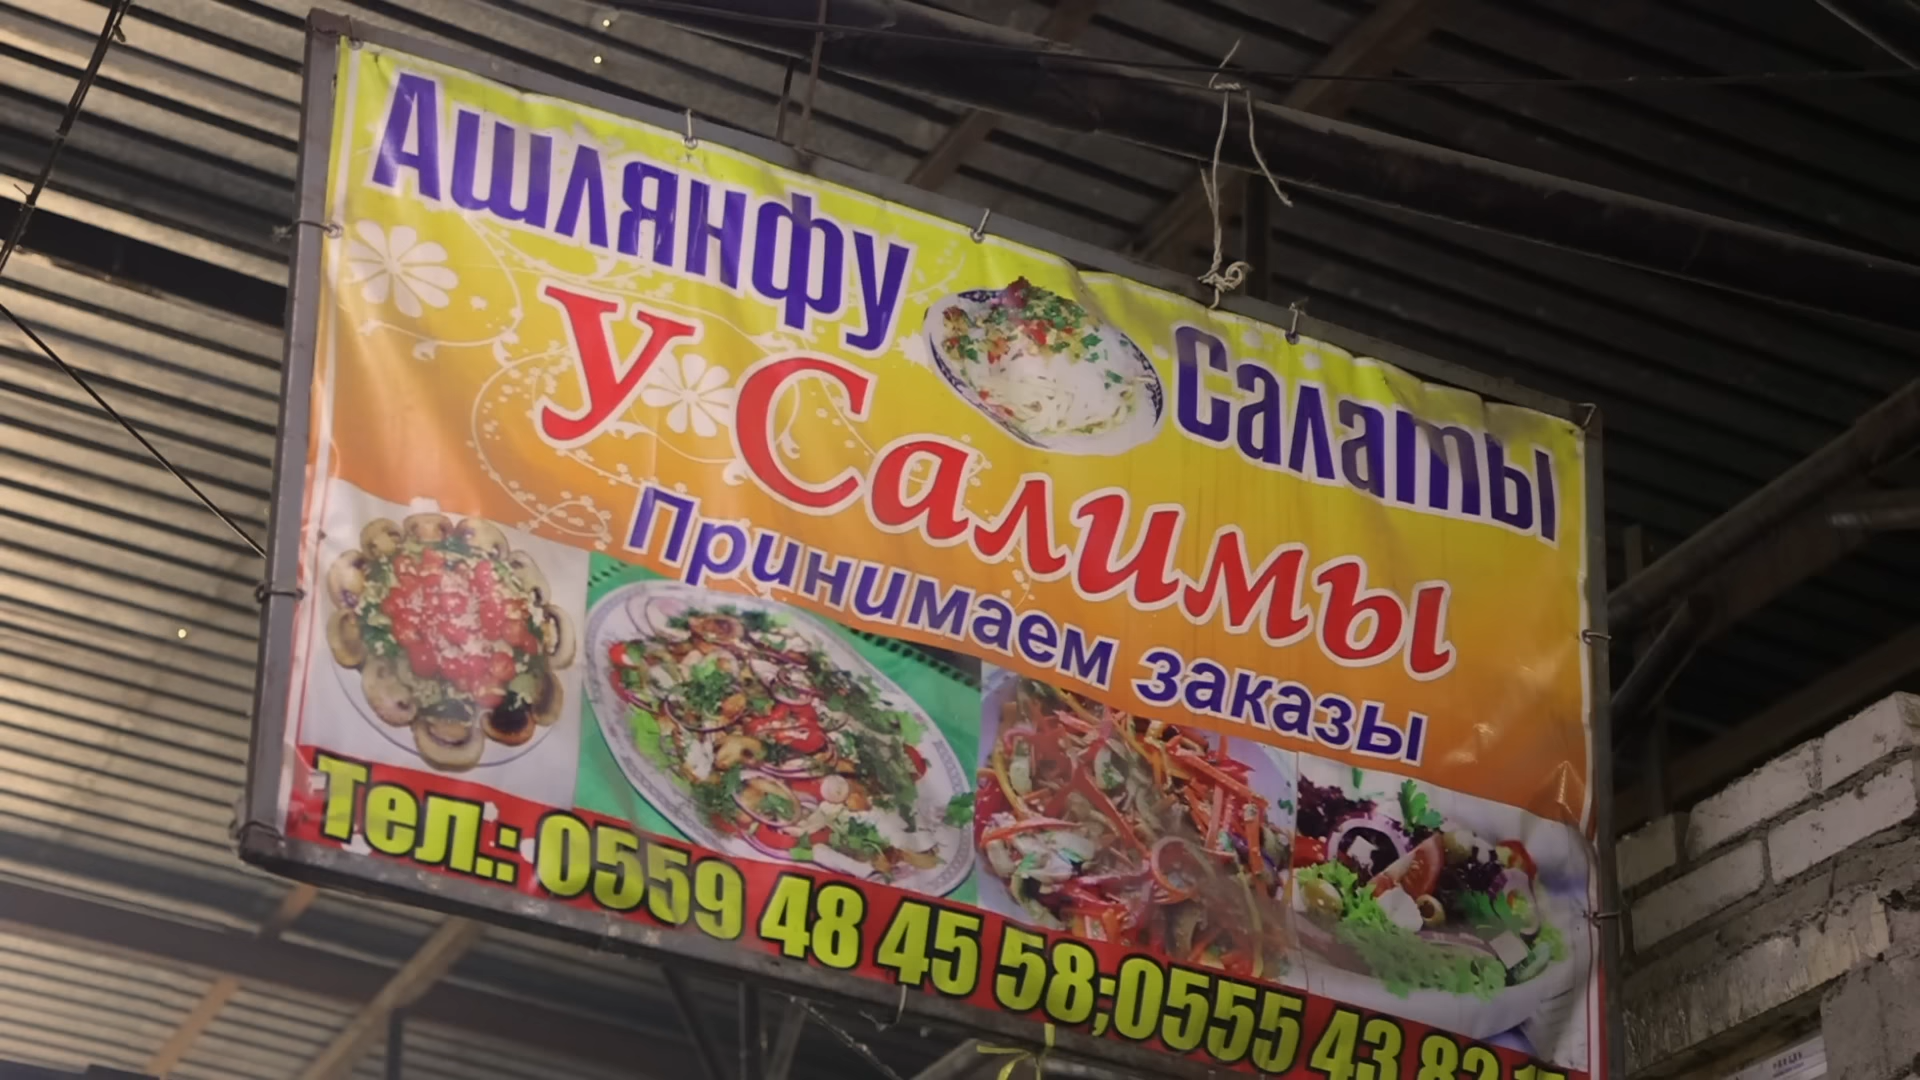 Ашлянфу Салаты
У Салимы
Принимаем заказы
Тел.: 0559 48 45 58;0555 43 82